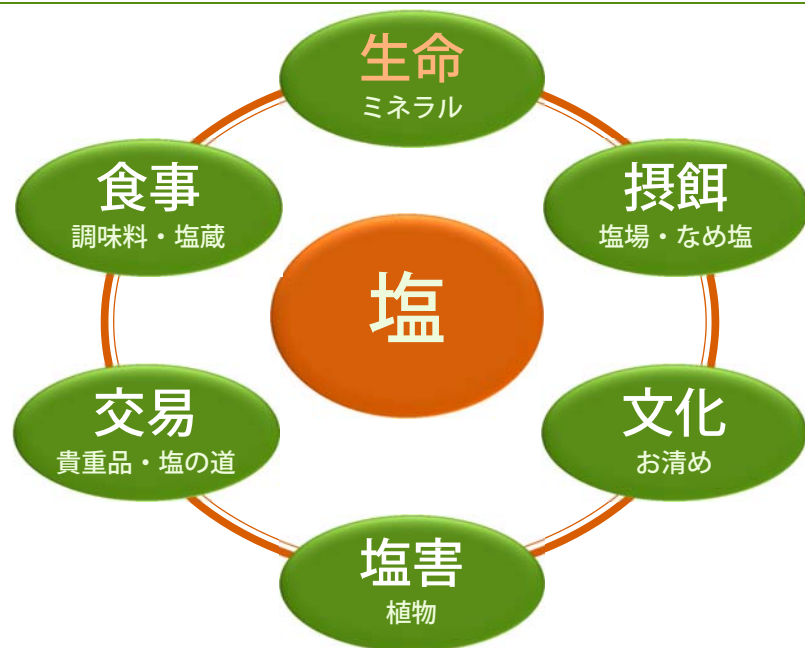 生命
ミネラル
食事
調味料・塩蔵
摂餌
塩場・なめ塩
塩
交易
貴重品・塩の道
文化
お清め
塩害
植物